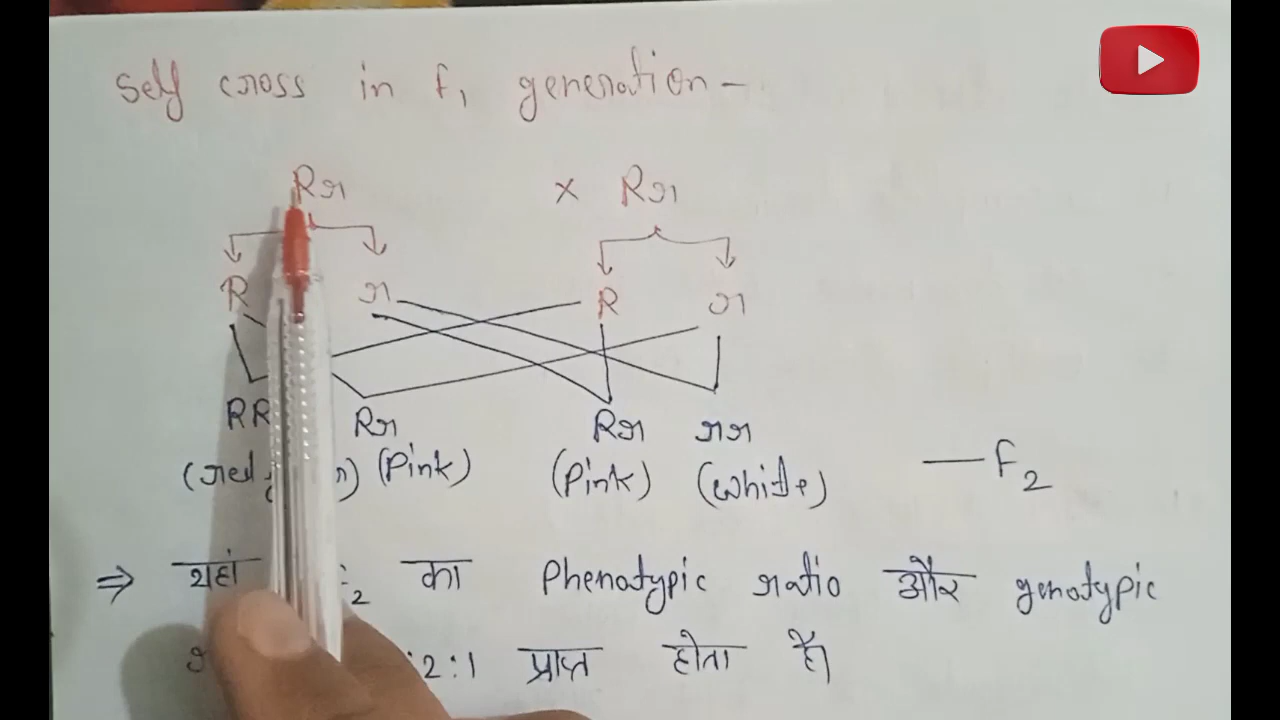 Self cross in F₁ generation -
Rr × Rr
R r R r
RR Rr Rr rr
(Pink) (Pink) (white) — F₂
⇒ यहां का Phenotypic ratio और genotypic
:2:1 प्राप्त होता है।